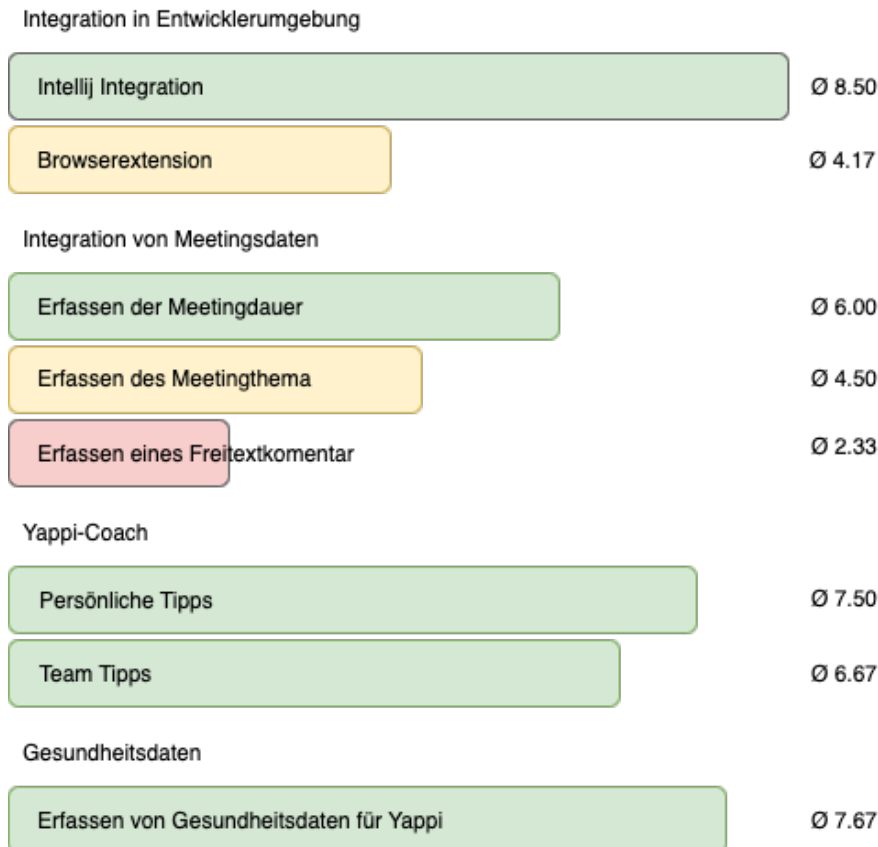 Integration in Entwicklerumgebung
Intellij Integration Ø 8.50
Browserextension Ø 4.17
Integration von Meetingsdaten
Erfassen der Meetingdauer Ø 6.00
Erfassen des Meetingthema Ø 4.50
Erfassen eines Freitextkomentar Ø 2.33
Yappi-Coach
Persönliche Tipps Ø 7.50
Team Tipps Ø 6.67
Gesundheitsdaten
Erfassen von Gesundheitsdaten für Yappi Ø 7.67